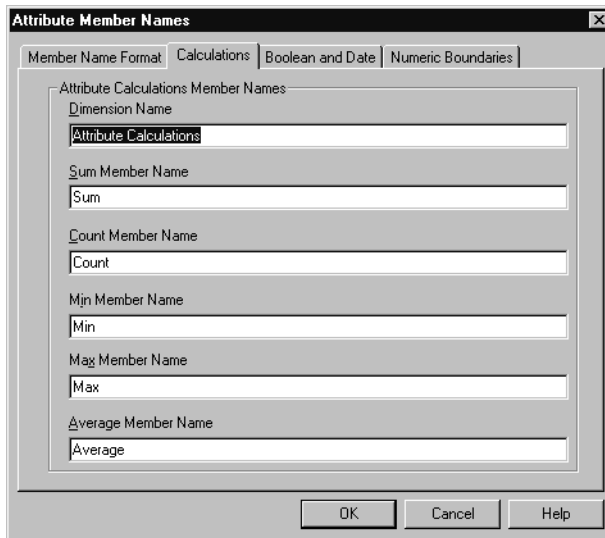 Attribute Member Names
Member Name Format Calculations Boolean and Date Numeric Boundaries
Attribute Calculations Member Names
Dimension Name
Attribute Calculations
Sum Member Name
Sum
Count Member Name
Count
Min Member Name
Min
Max Member Name
Max
Average Member Name
Average
OK Cancel Help